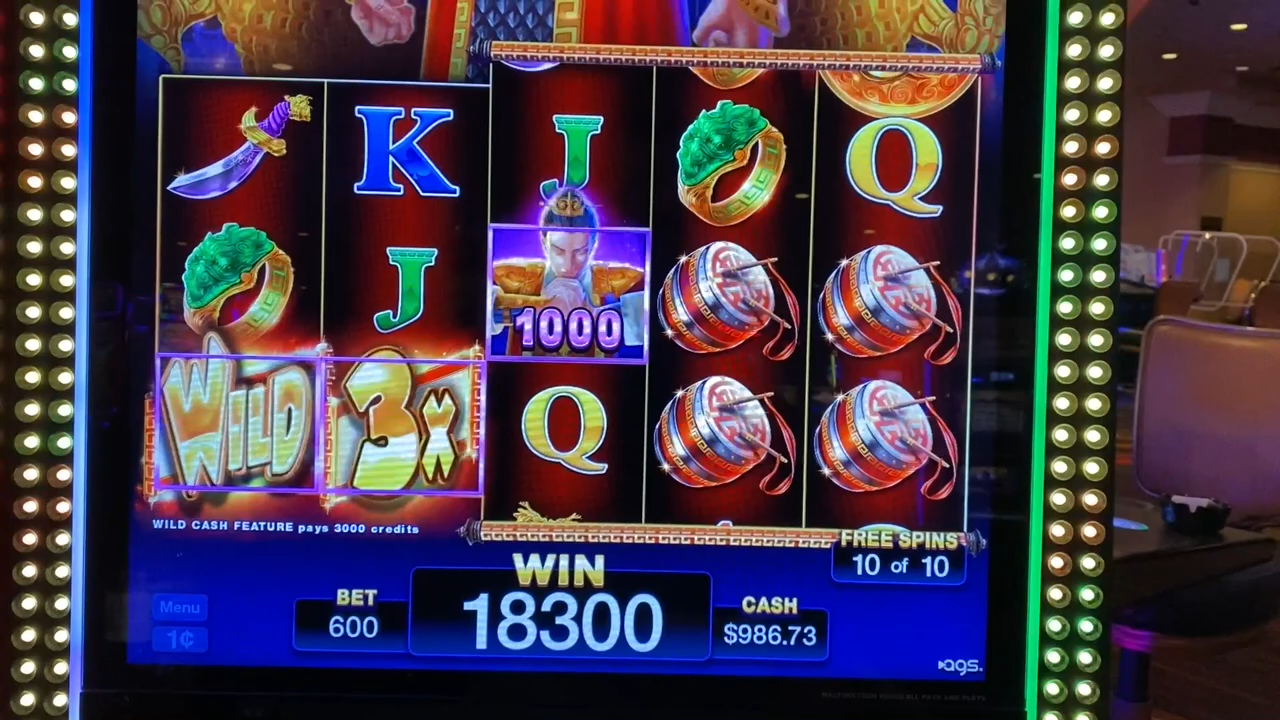 K
J
Q
J
1000
WILD
3x
Q
WILD CASH FEATURE pays 3000 credits
FREE SPINS
10 of 10
WIN
18300
BET
600
CASH
$986.73
Menu
1¢
ags.